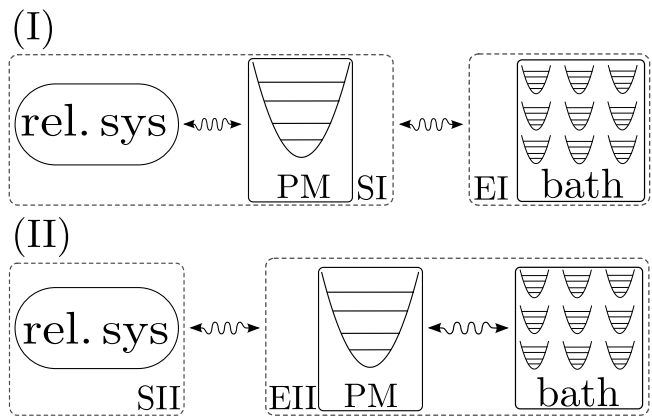 (I)
rel. sys
PM
SI
EI
bath
(II)
rel. sys
SII
EII
PM
bath